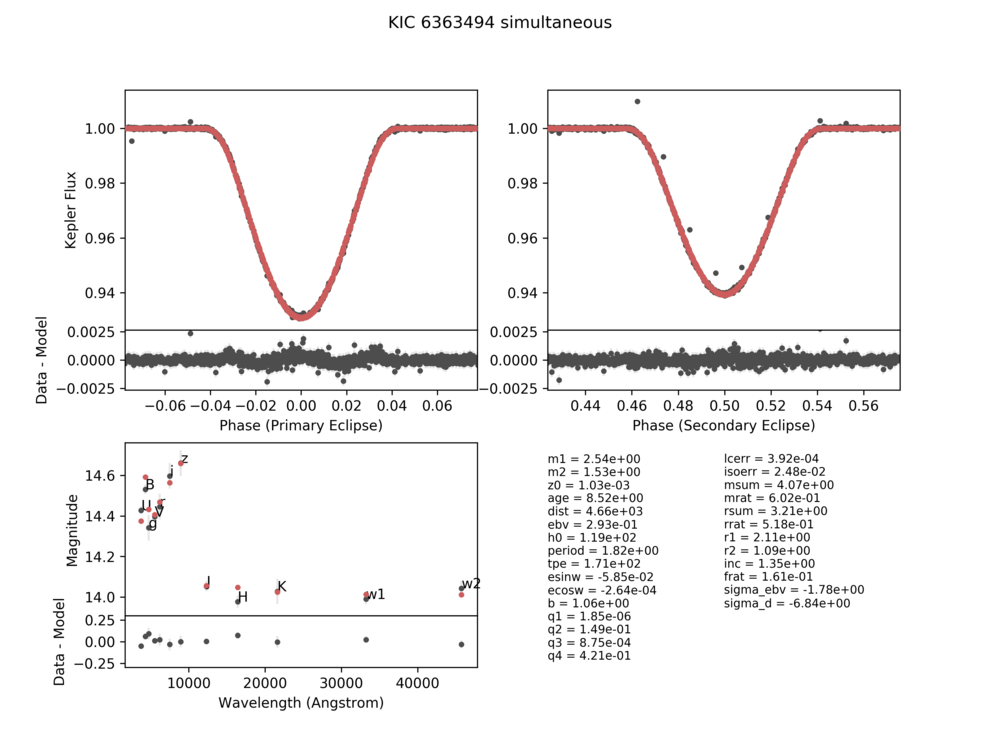 KIC 6363494 simultaneous
Kepler Flux
1.00
0.98
0.96
0.94
1.00
0.98
0.96
0.94
Data - Model
0.0025
0.0000
−0.0025
0.0025
0.0000
−0.0025
−0.06 −0.04 −0.02 0.00 0.02 0.04 0.06
0.44 0.46 0.48 0.50 0.52 0.54 0.56
Phase (Primary Eclipse)
Phase (Secondary Eclipse)
Magnitude
14.6
14.4
14.2
14.0
U
B
g
V
r
i
z
J
H
K
w1
w2
Data - Model
0.25
0.00
−0.25
10000 20000 30000 40000
Wavelength (Angstrom)
m1 = 2.54e+00
m2 = 1.53e+00
z0 = 1.03e-03
age = 8.52e+00
dist = 4.66e+03
ebv = 2.93e-01
h0 = 1.19e+02
period = 1.82e+00
tpe = 1.71e+02
esinw = -5.85e-02
ecosw = -2.64e-04
b = 1.06e+00
q1 = 1.85e-06
q2 = 1.49e-01
q3 = 8.75e-04
q4 = 4.21e-01
lcerr = 3.92e-04
isoerr = 2.48e-02
msum = 4.07e+00
mrat = 6.02e-01
rsum = 3.21e+00
rrat = 5.18e-01
r1 = 2.11e+00
r2 = 1.09e+00
inc = 1.35e+00
frat = 1.61e-01
sigma_ebv = -1.78e+00
sigma_d = -6.84e+00